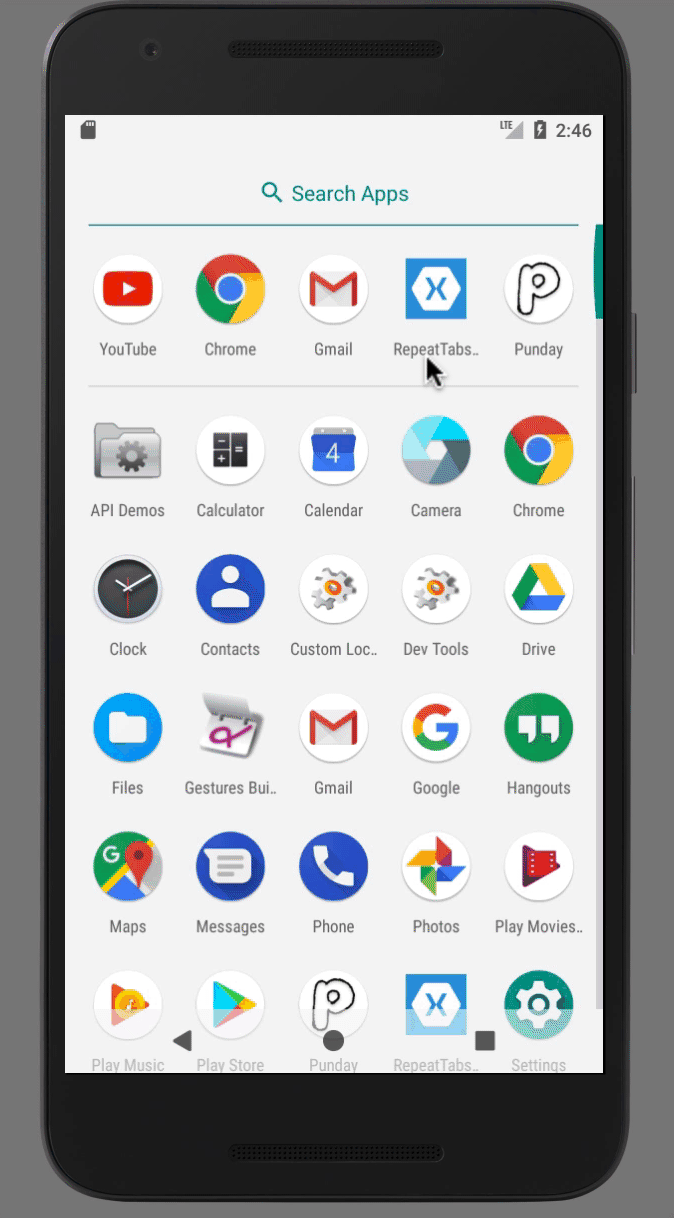 LTE 2:46
Search Apps
YouTube Chrome Gmail RepeatTabs.. Punday
4
API Demos Calculator Calendar Camera Chrome
Clock Contacts Custom Loc.. Dev Tools Drive
Files Gestures Bui.. Gmail Google Hangouts
G
Maps Messages Phone Photos Play Movies..
Play Music Play Store Punday RepeatTabs.. Settings